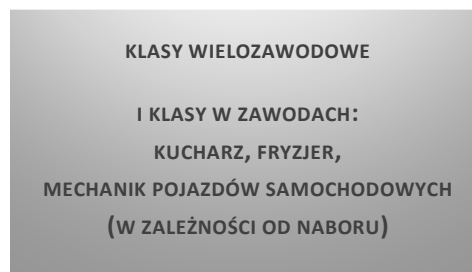 KLASY WIELOZAWODOWE
I KLASY W ZAWODACH:
KUCHARZ, FRYZJER,
MECHANIK POJAZDÓW SAMOCHODOWYCH
(W ZALEŻNOŚCI OD NABORU)